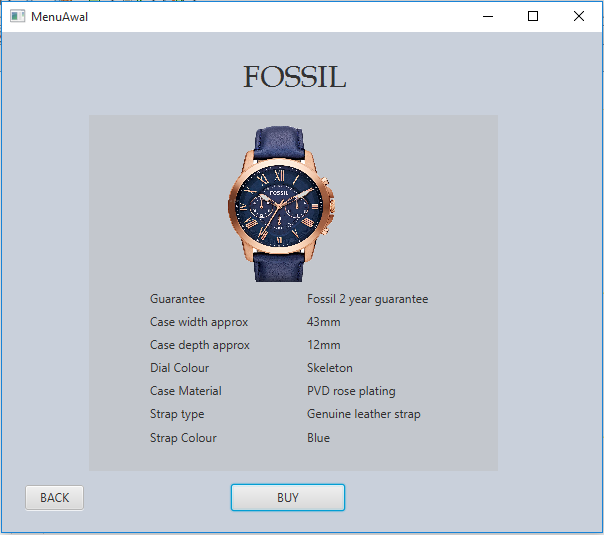 MenuAwal
FOSSIL
XII
FOSSIL
Guarantee Fossil 2 year guarantee
Case width approx 43mm
Case depth approx 12mm
Dial Colour Skeleton
Case Material PVD rose plating
Strap type Genuine leather strap
Strap Colour Blue
BACK BUY